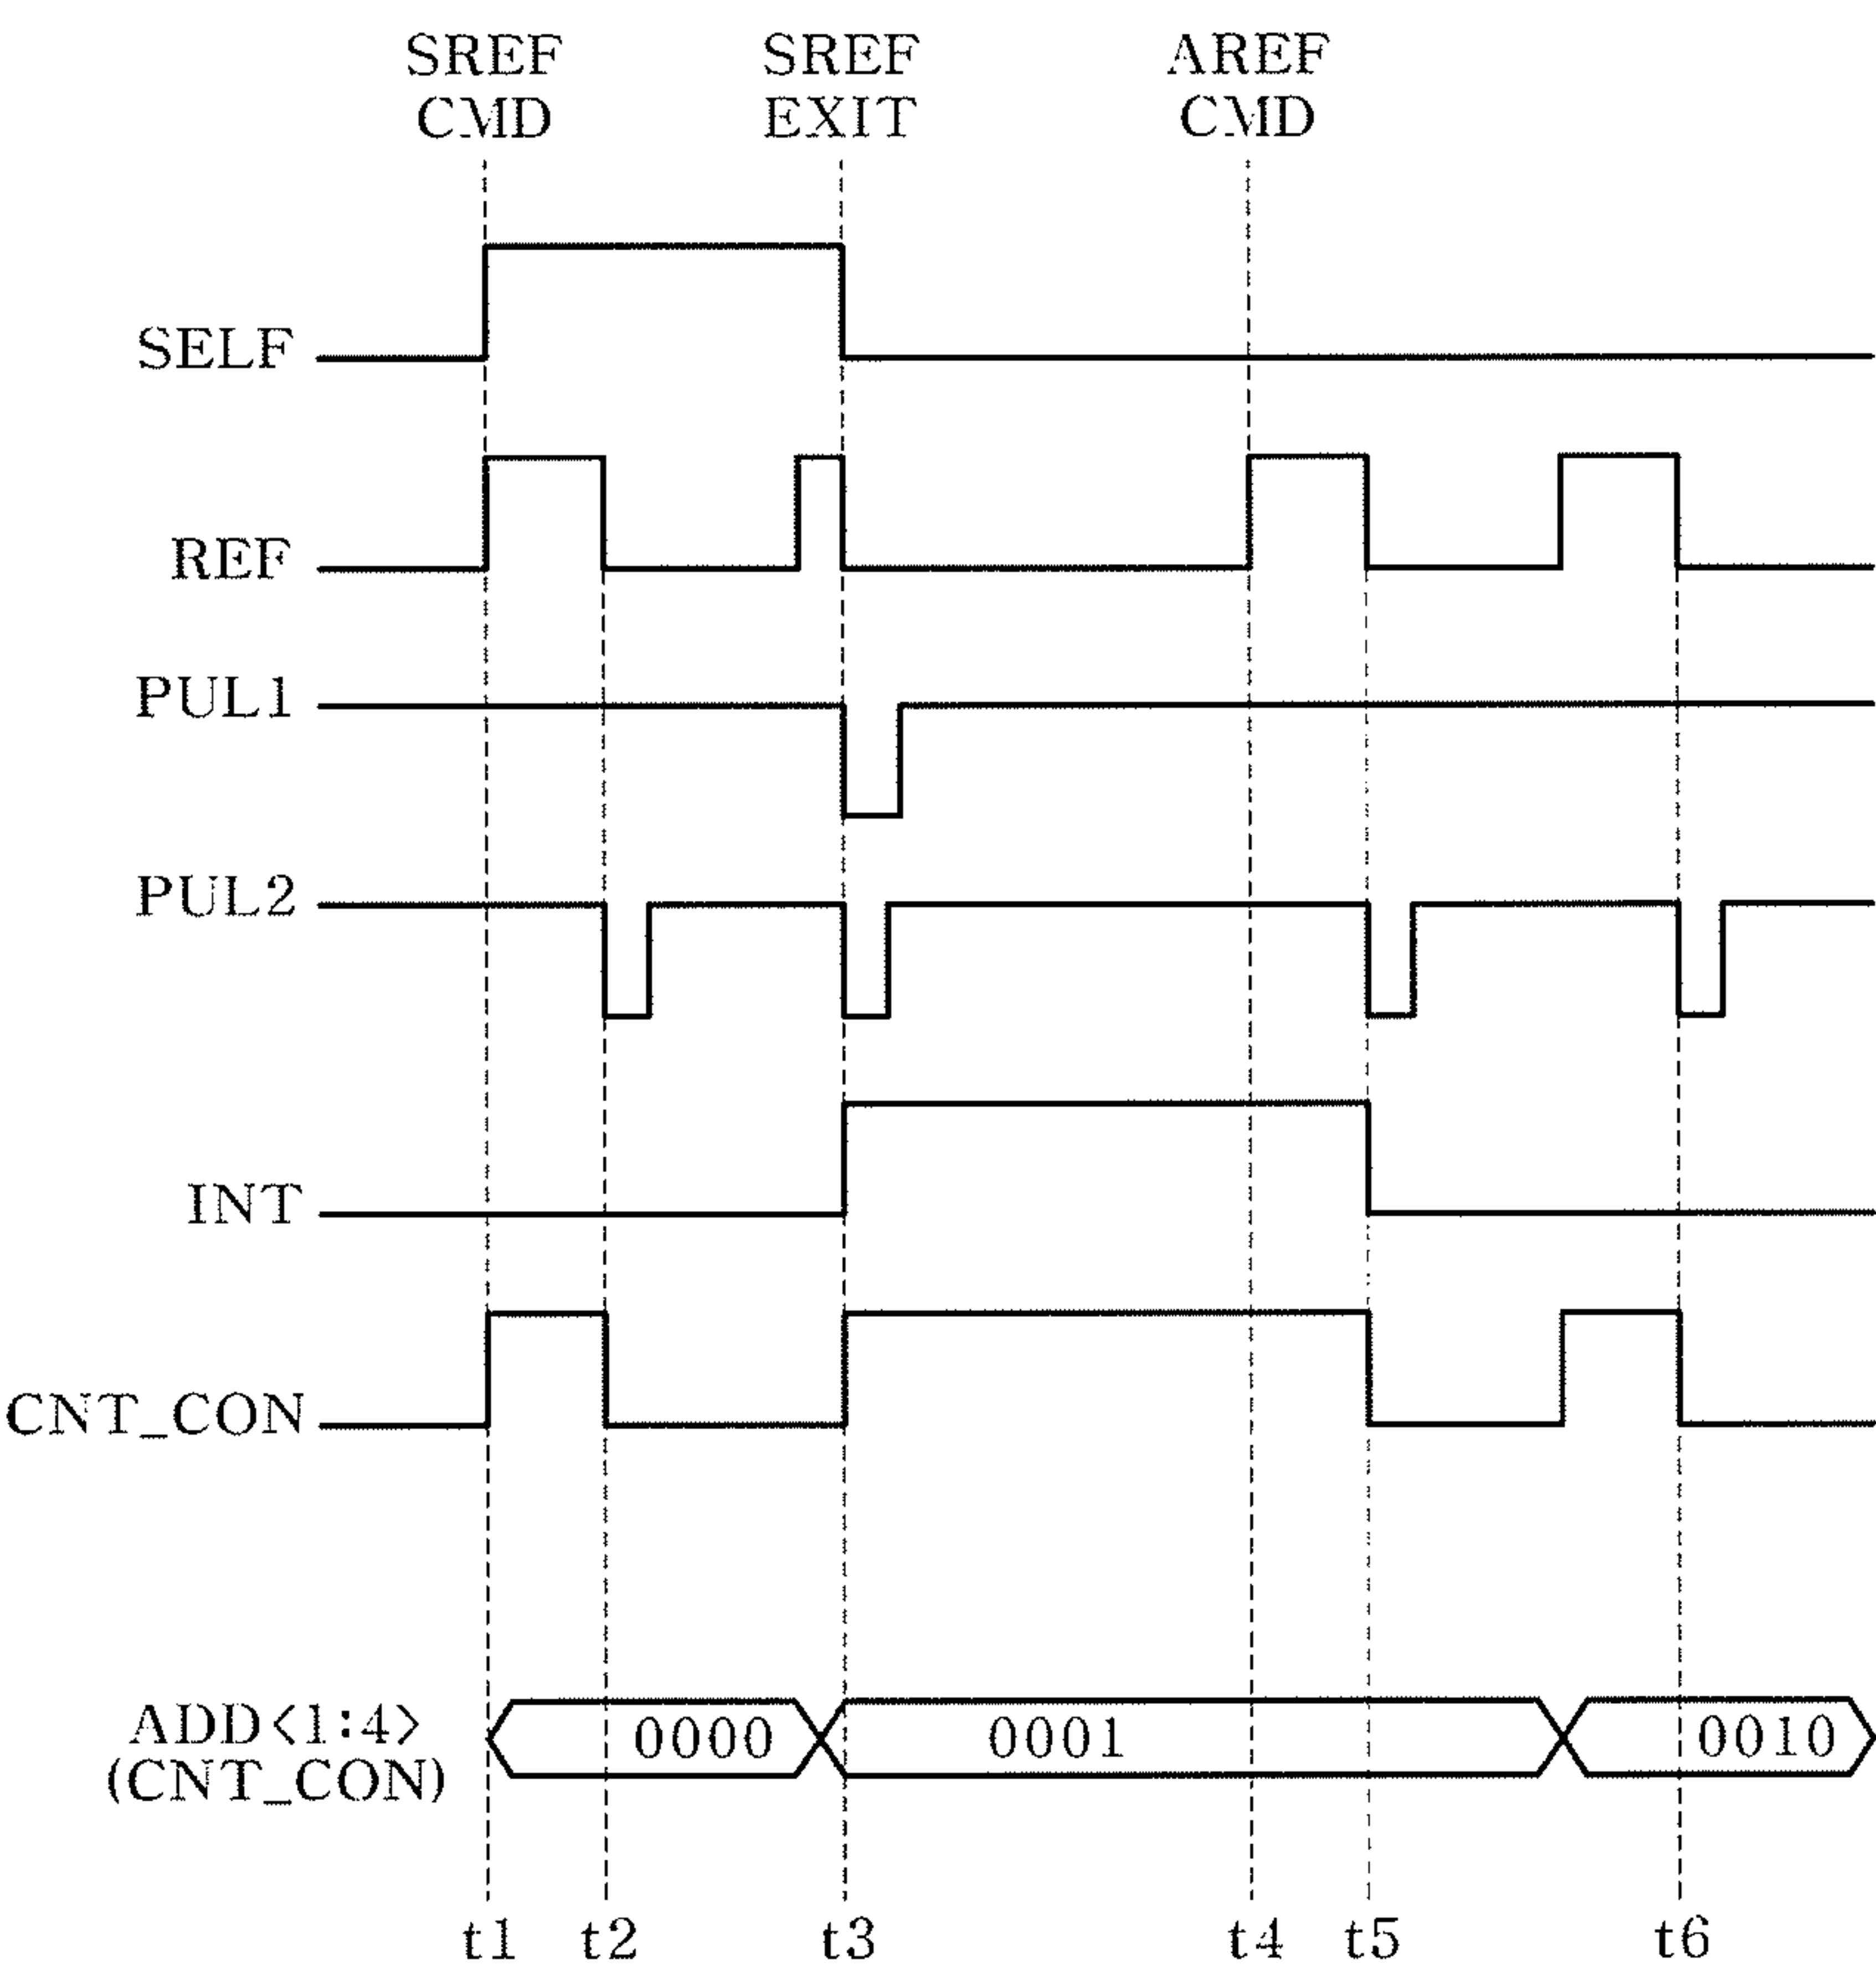 SREF CMD
SREF EXIT
AREF CMD
SELF
REF
PUL1
PUL2
INT
CNT_CON
ADD<1:4>
(CNT_CON)
0000
0001
0010
t1 t2 t3 t4 t5 t6